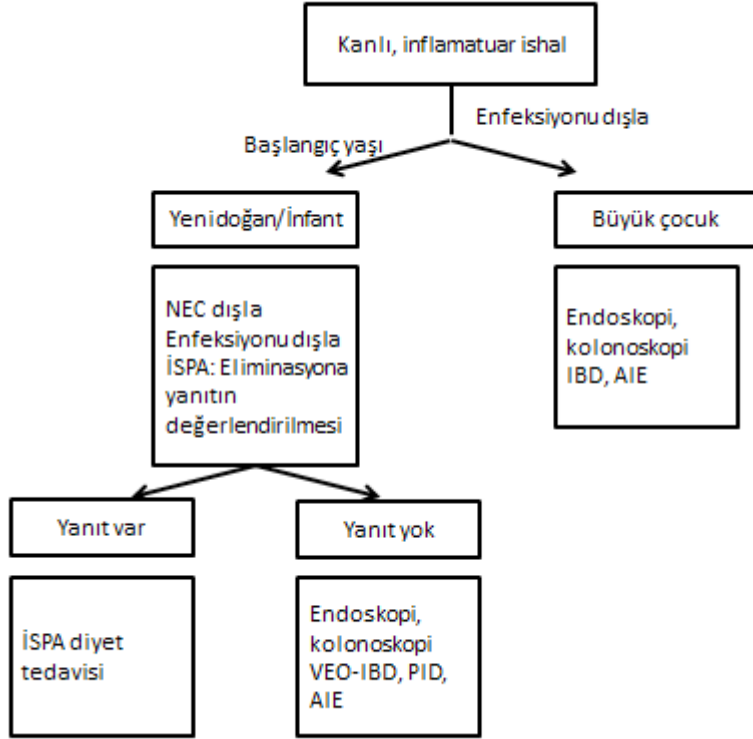 Kanlı, inflamatuar ishal
Enfeksiyonu dışla
Başlangıç yaşı
Yenidoğan/İnfant
Büyük çocuk
NEC dışla
Enfeksiyonu dışla
İSPA: Eliminasyona
yanıtın
değerlendirilmesi
Endoskopi,
kolonoskopi
IBD, AIE
Yanıt var
Yanıt yok
İSPA diyet
tedavisi
Endoskopi,
kolonoskopi
VEO-IBD, PID,
AIE